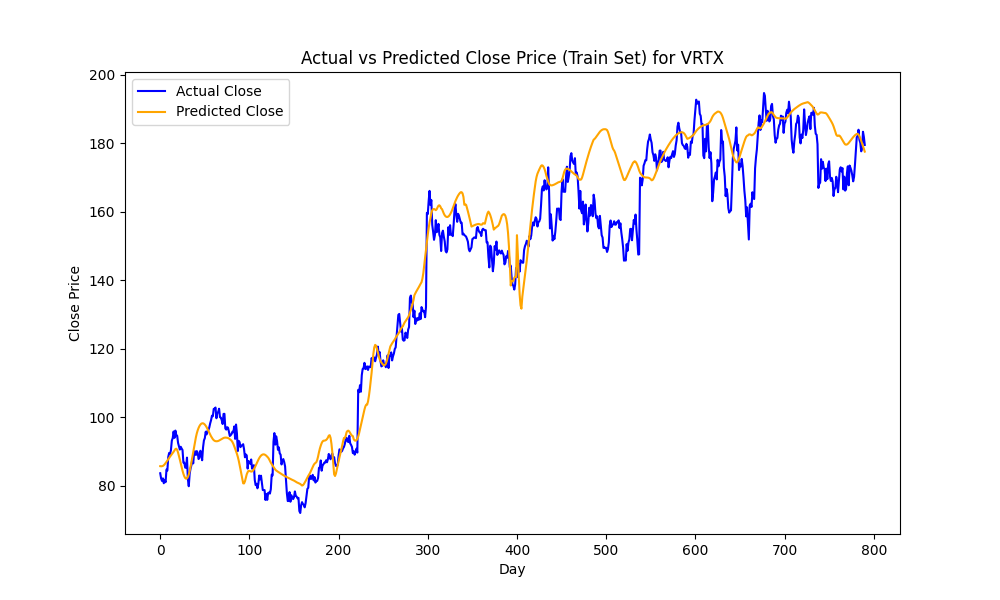 Actual vs Predicted Close Price (Train Set) for VRTX
Actual Close
Predicted Close
Close Price
200
180
160
140
120
100
80
0 100 200 300 400 500 600 700 800
Day